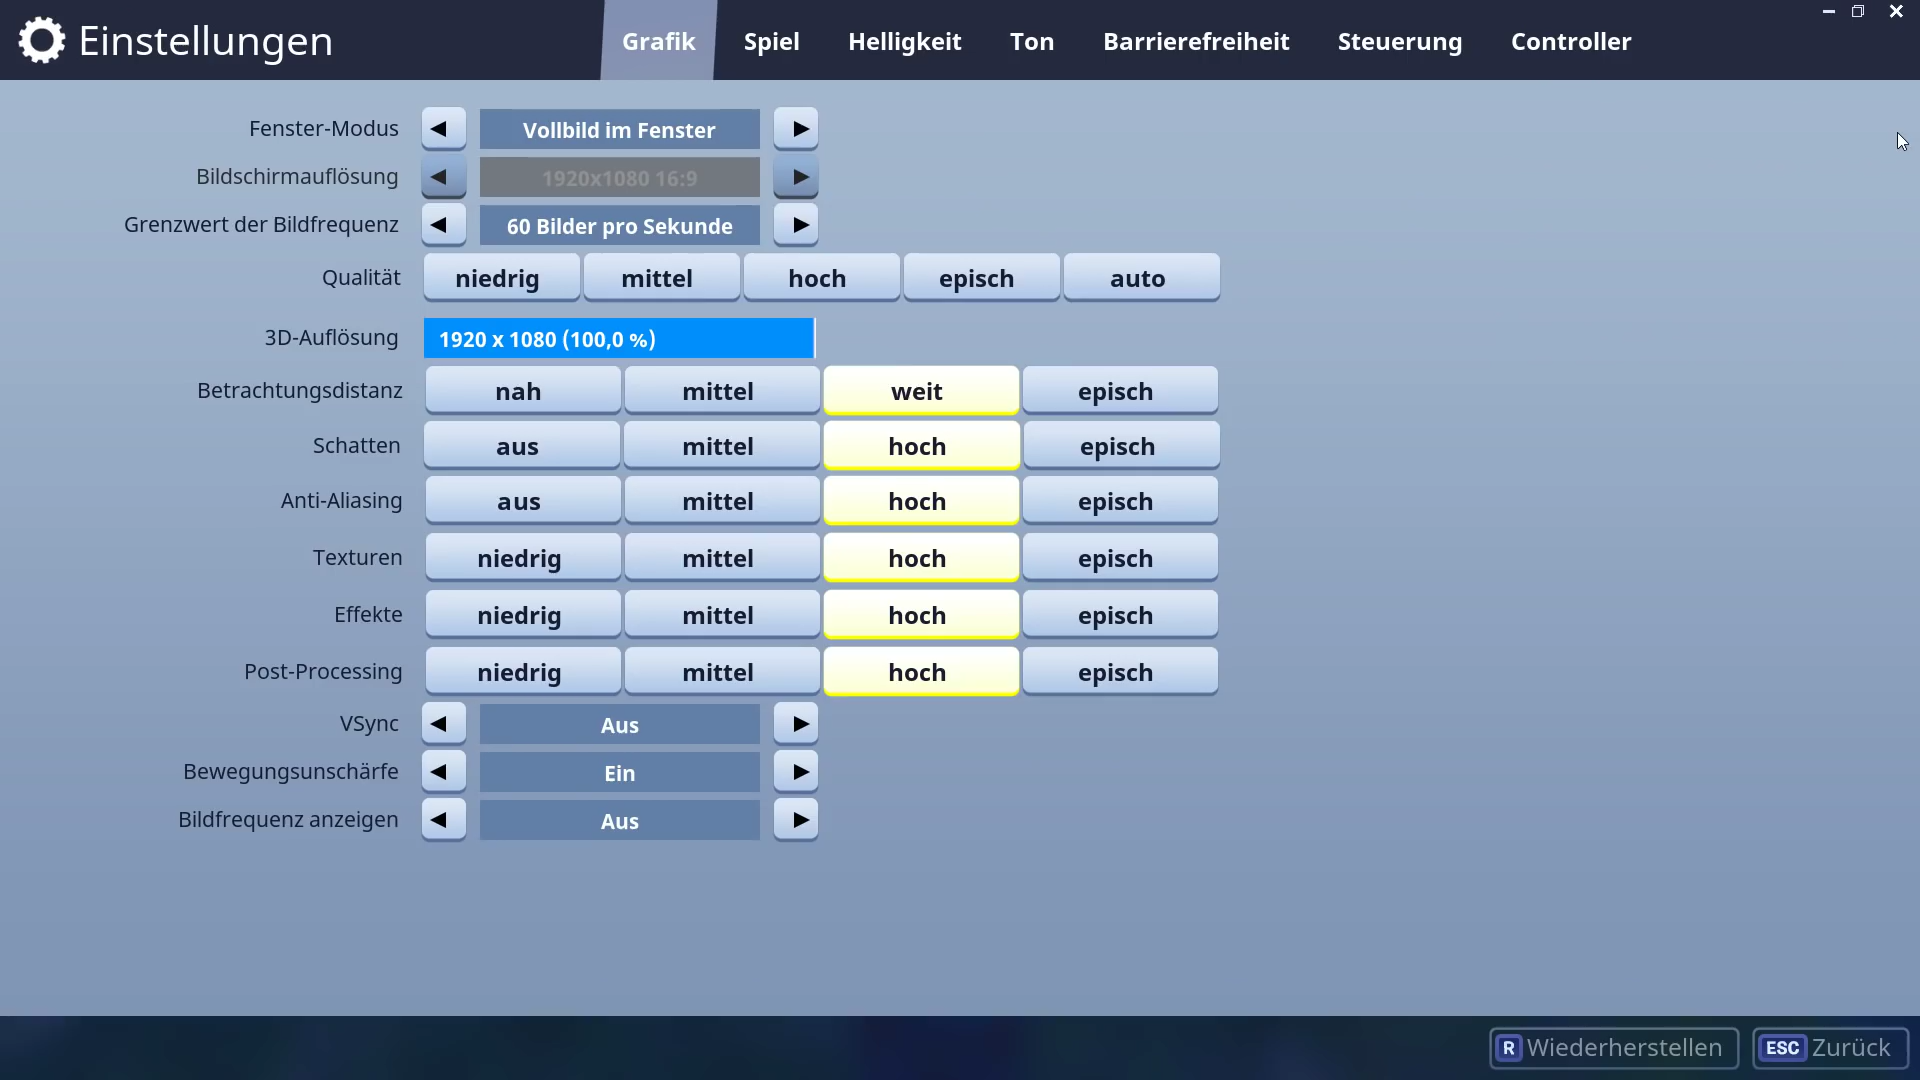 Einstellungen Grafik Spiel Helligkeit Ton Barrierefreiheit Steuerung Controller
Fenster-Modus Vollbild im Fenster
Bildschirmauflösung 1920x1080 16:9
Grenzwert der Bildfrequenz 60 Bilder pro Sekunde
Qualität niedrig mittel hoch episch auto
3D-Auflösung 1920 x 1080 (100,0 %)
Betrachtungsdistanz nah mittel weit episch
Schatten aus mittel hoch episch
Anti-Aliasing aus mittel hoch episch
Texturen niedrig mittel hoch episch
Effekte niedrig mittel hoch episch
Post-Processing niedrig mittel hoch episch
VSync Aus
Bewegungsunschärfe Ein
Bildfrequenz anzeigen Aus
R Wiederherstellen ESC Zurück